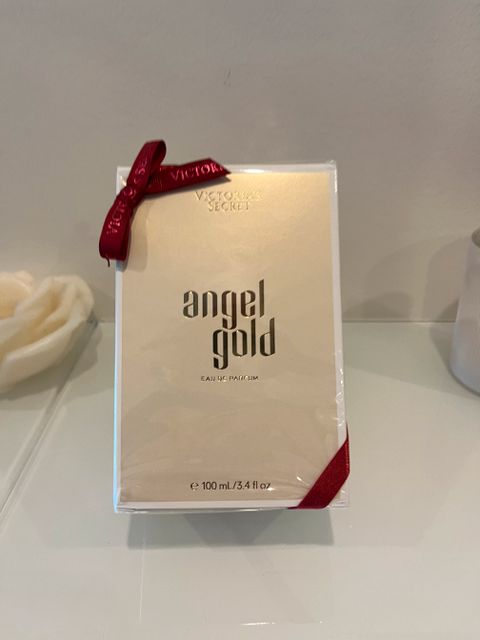 VICTORIA'S
SECRET
angel
gold
EAU DE PARFUM
℮ 100 mL/3.4 fl oz